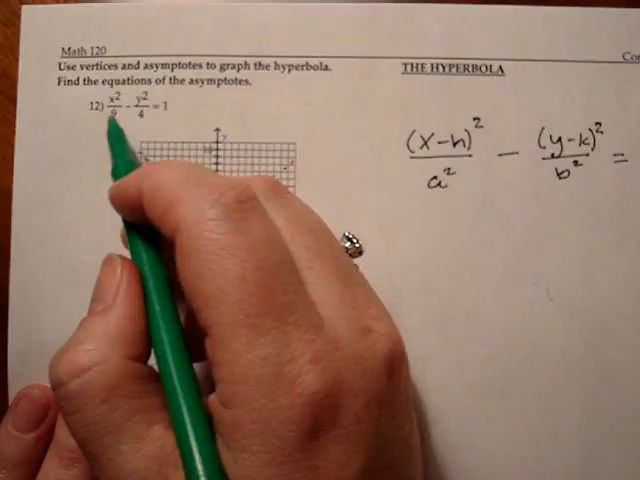 Math 120
Use vertices and asymptotes to graph the hyperbola.
Find the equations of the asymptotes.
12) x²/9 - y²/4 = 1
y
THE HYPERBOLA
(x-h)²/a² - (y-k)²/b² =